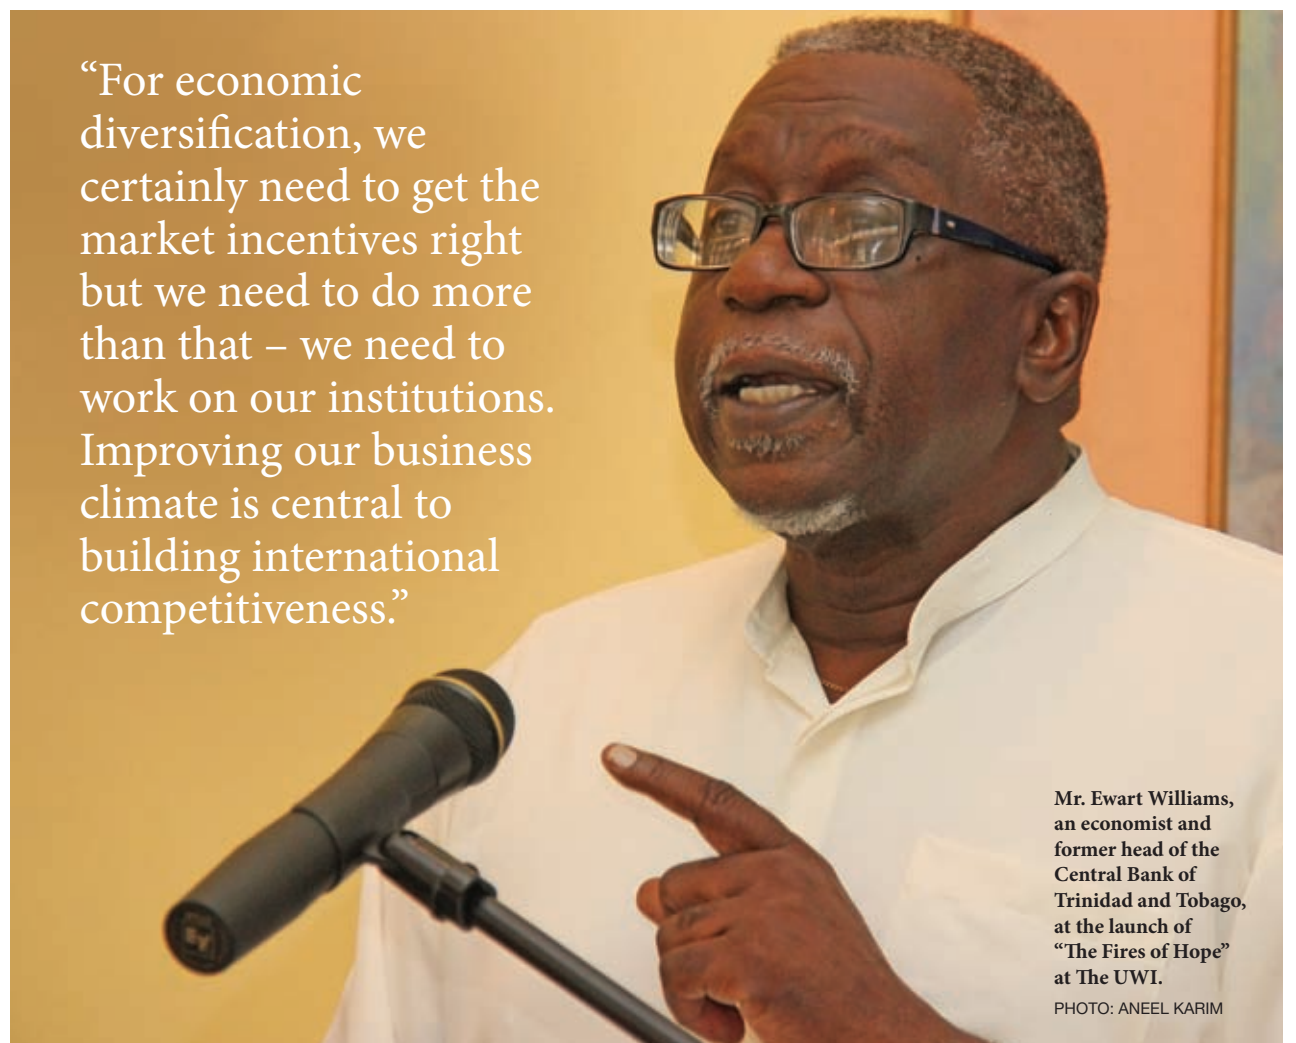 “For economic
diversification, we
certainly need to get the
market incentives right
but we need to do more
than that – we need to
work on our institutions.
Improving our business
climate is central to
building international
competitiveness.”
Mr. Ewart Williams,
an economist and
former head of the
Central Bank of
Trinidad and Tobago,
at the launch of
“The Fires of Hope”
at The UWI.
PHOTO: ANEEL KARIM